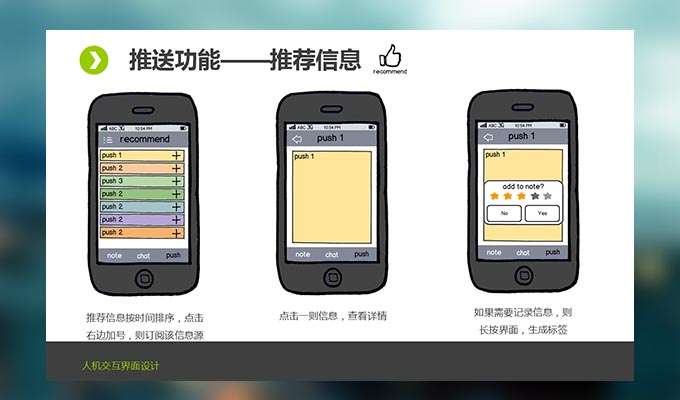 推送功能——推荐信息
recommend
ABC 3G 10:54 PM
recommend
push 1
push 2
push 3
push 2
push 2
push 2
push 2
note chat push
推荐信息按时间排序，点击
右边加号，则订阅该信息源
ABC 3G 10:54 PM
push 1
push 1
note chat push
点击一则信息，查看详情
ABC 3G 10:54 PM
push 1
push 1
add to note?
No Yes
note chat push
如果需要记录信息，则
长按界面，生成标签
人机交互界面设计